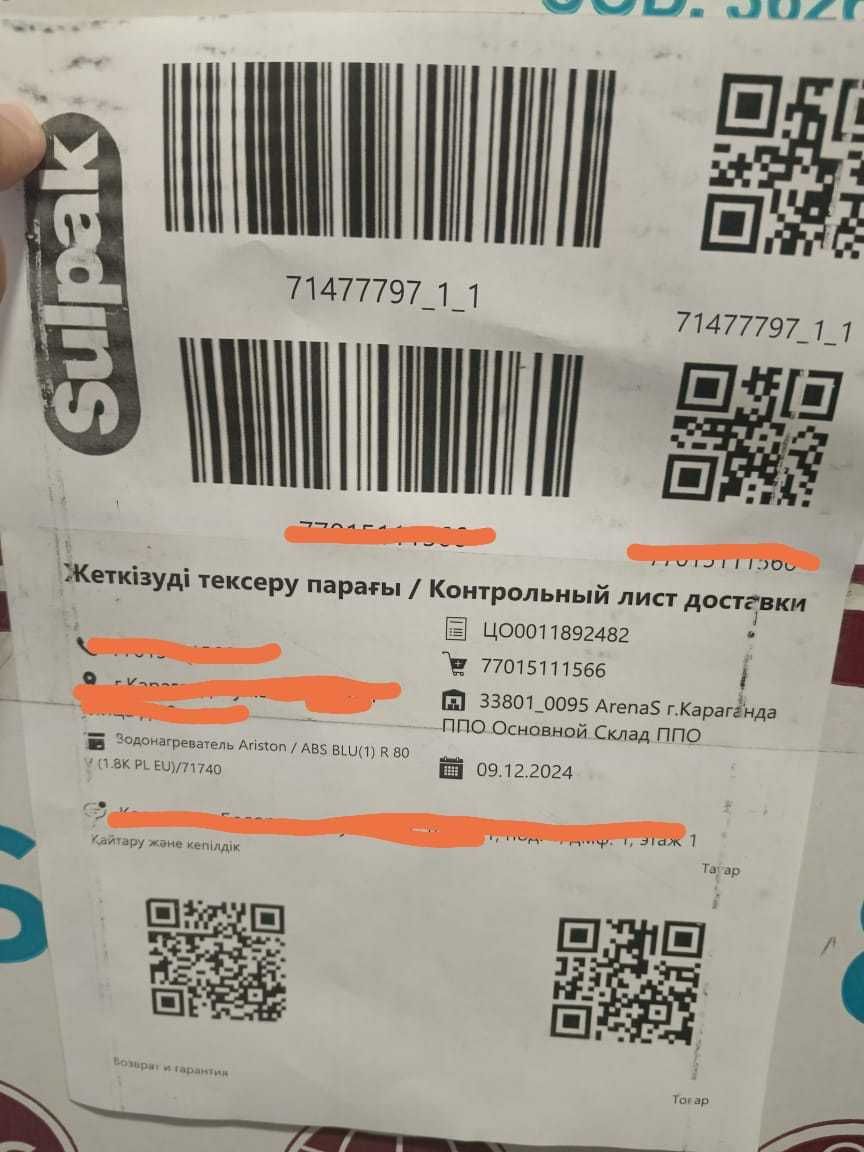 COD. 3626
Sulpak
71477797_1_1
71477797_1_1
Жеткізуді тексеру парағы / Контрольный лист доставки
ЦО0011892482
77015111566
33801_0095 ArenaS г.Караганда
ППО Основной Склад ППО
Водонагреватель Ariston / ABS BLU(1) R 80
V (1.8K PL EU)/71740
09.12.2024
этаж 1
Қайтару және кепілдік
Тауар
Возврат и гарантия
Товар